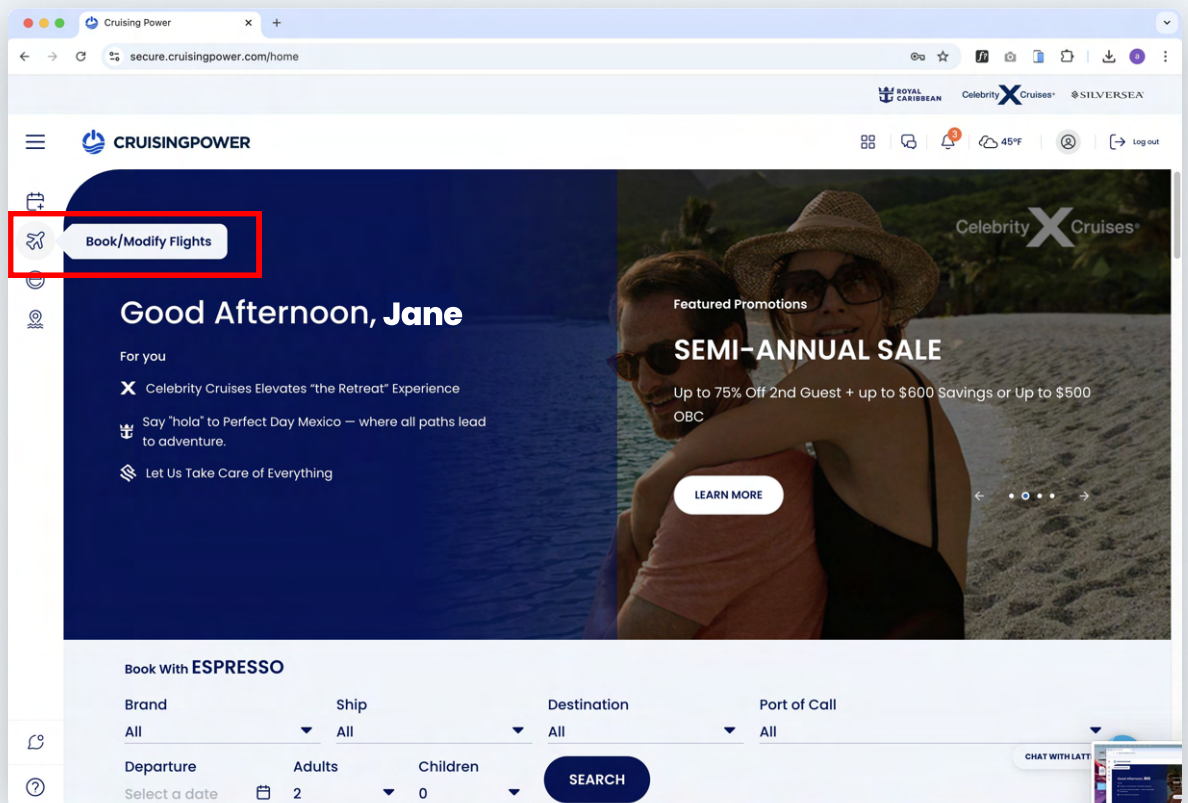 Cruising Power
secure.cruisingpower.com/home
a
ROYAL
CARIBBEAN
Celebrity X Cruises®
SILVERSEA
CRUISINGPOWER
3
45°F
Log out
Book/Modify Flights
Celebrity X Cruises®
Good Afternoon, Jane
For you
Celebrity Cruises Elevates “the Retreat” Experience
Say "hola" to Perfect Day Mexico — where all paths lead
to adventure.
Let Us Take Care of Everything
Featured Promotions
SEMI-ANNUAL SALE
Up to 75% Off 2nd Guest + up to $600 Savings or Up to $500
OBC
LEARN MORE
Book With ESPRESSO
Brand
Ship
Destination
Port of Call
All
All
All
All
CHAT WITH LATT
Departure
Adults
Children
SEARCH
Select a date
2
0